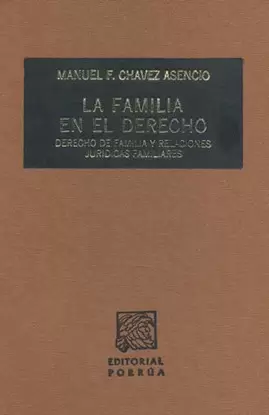 MANUEL F. CHAVEZ ASENCIO
LA FAMILIA
EN EL DERECHO
DERECHO DE FAMILIA Y RELACIONES
JURIDICAS FAMILIARES
EDITORIAL
PORRÚA